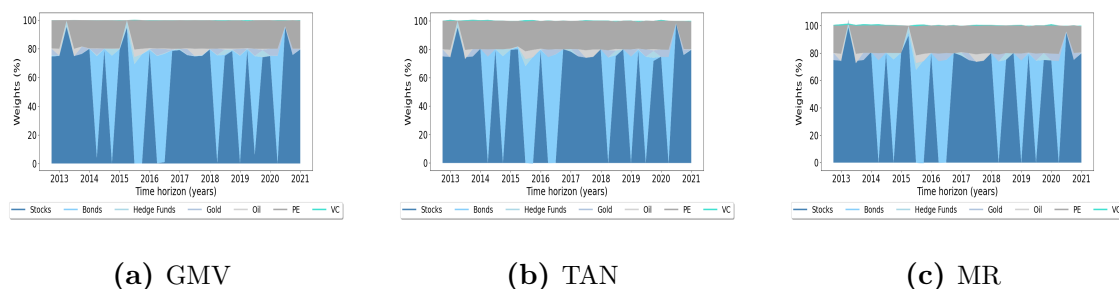 100
80
60
40
20
0
Weights (%)
2013 2014 2015 2016 2017 2018 2019 2020 2021
Time horizon (years)
Stocks Bonds Hedge Funds Gold Oil PE VC
(a) GMV
100
80
60
40
20
0
Weights (%)
2013 2014 2015 2016 2017 2018 2019 2020 2021
Time horizon (years)
Stocks Bonds Hedge Funds Gold Oil PE VC
(b) TAN
100
80
60
40
20
0
Weights (%)
2013 2014 2015 2016 2017 2018 2019 2020 2021
Time horizon (years)
Stocks Bonds Hedge Funds Gold Oil PE VC
(c) MR